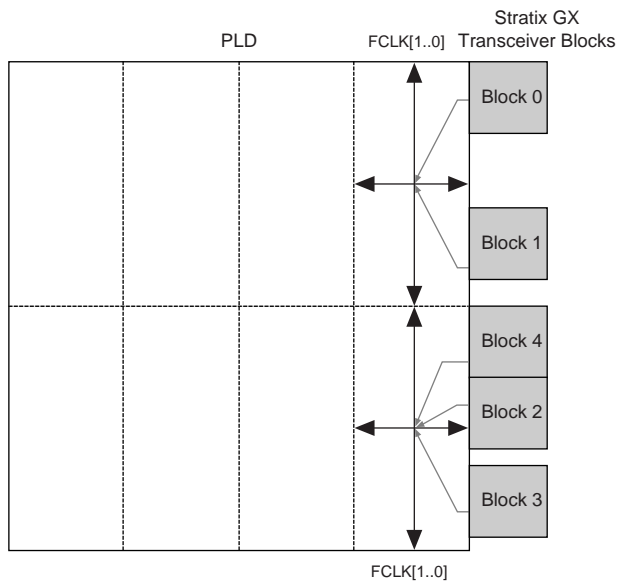 Stratix GX
PLD FCLK[1..0] Transceiver Blocks
Block 0
Block 1
Block 4
Block 2
Block 3
FCLK[1..0]